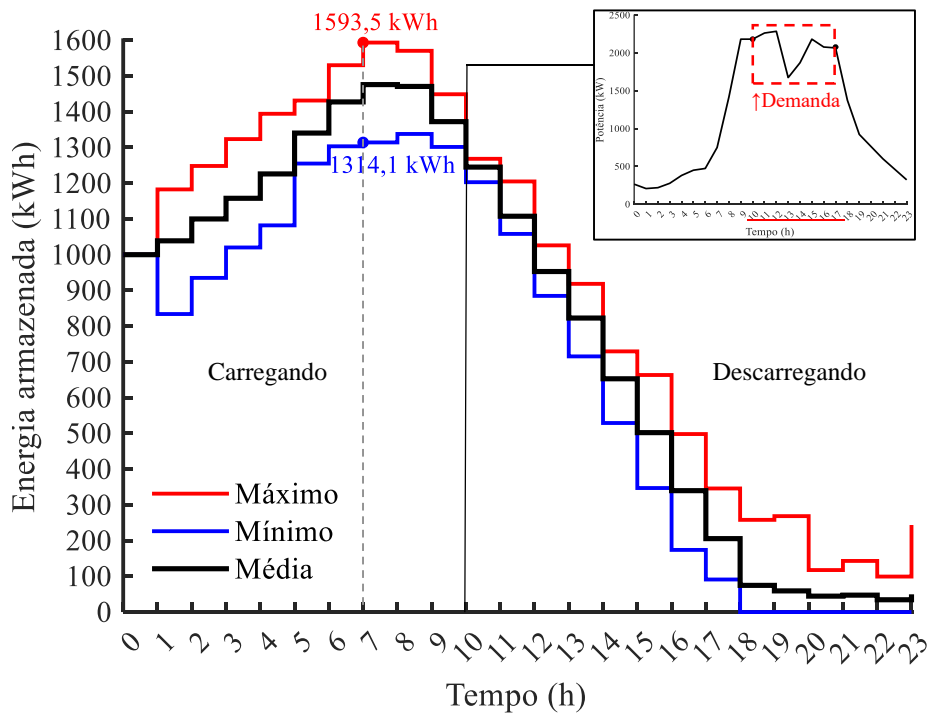 Energia armazenada (kWh)
1600
1500
1400
1300
1200
1100
1000
900
800
700
600
500
400
300
200
100
0
1593,5 kWh
1314,1 kWh
Carregando
Descarregando
Máximo
Mínimo
Média
0 1 2 3 4 5 6 7 8 9 10 11 12 13 14 15 16 17 18 19 20 21 22 23
Tempo (h)
Potência (kW)
2500
2000
1500
1000
500
0
↑Demanda
0 1 2 3 4 5 6 7 8 9 10 11 12 13 14 15 16 17 18 19 20 21 22 23
Tempo (h)